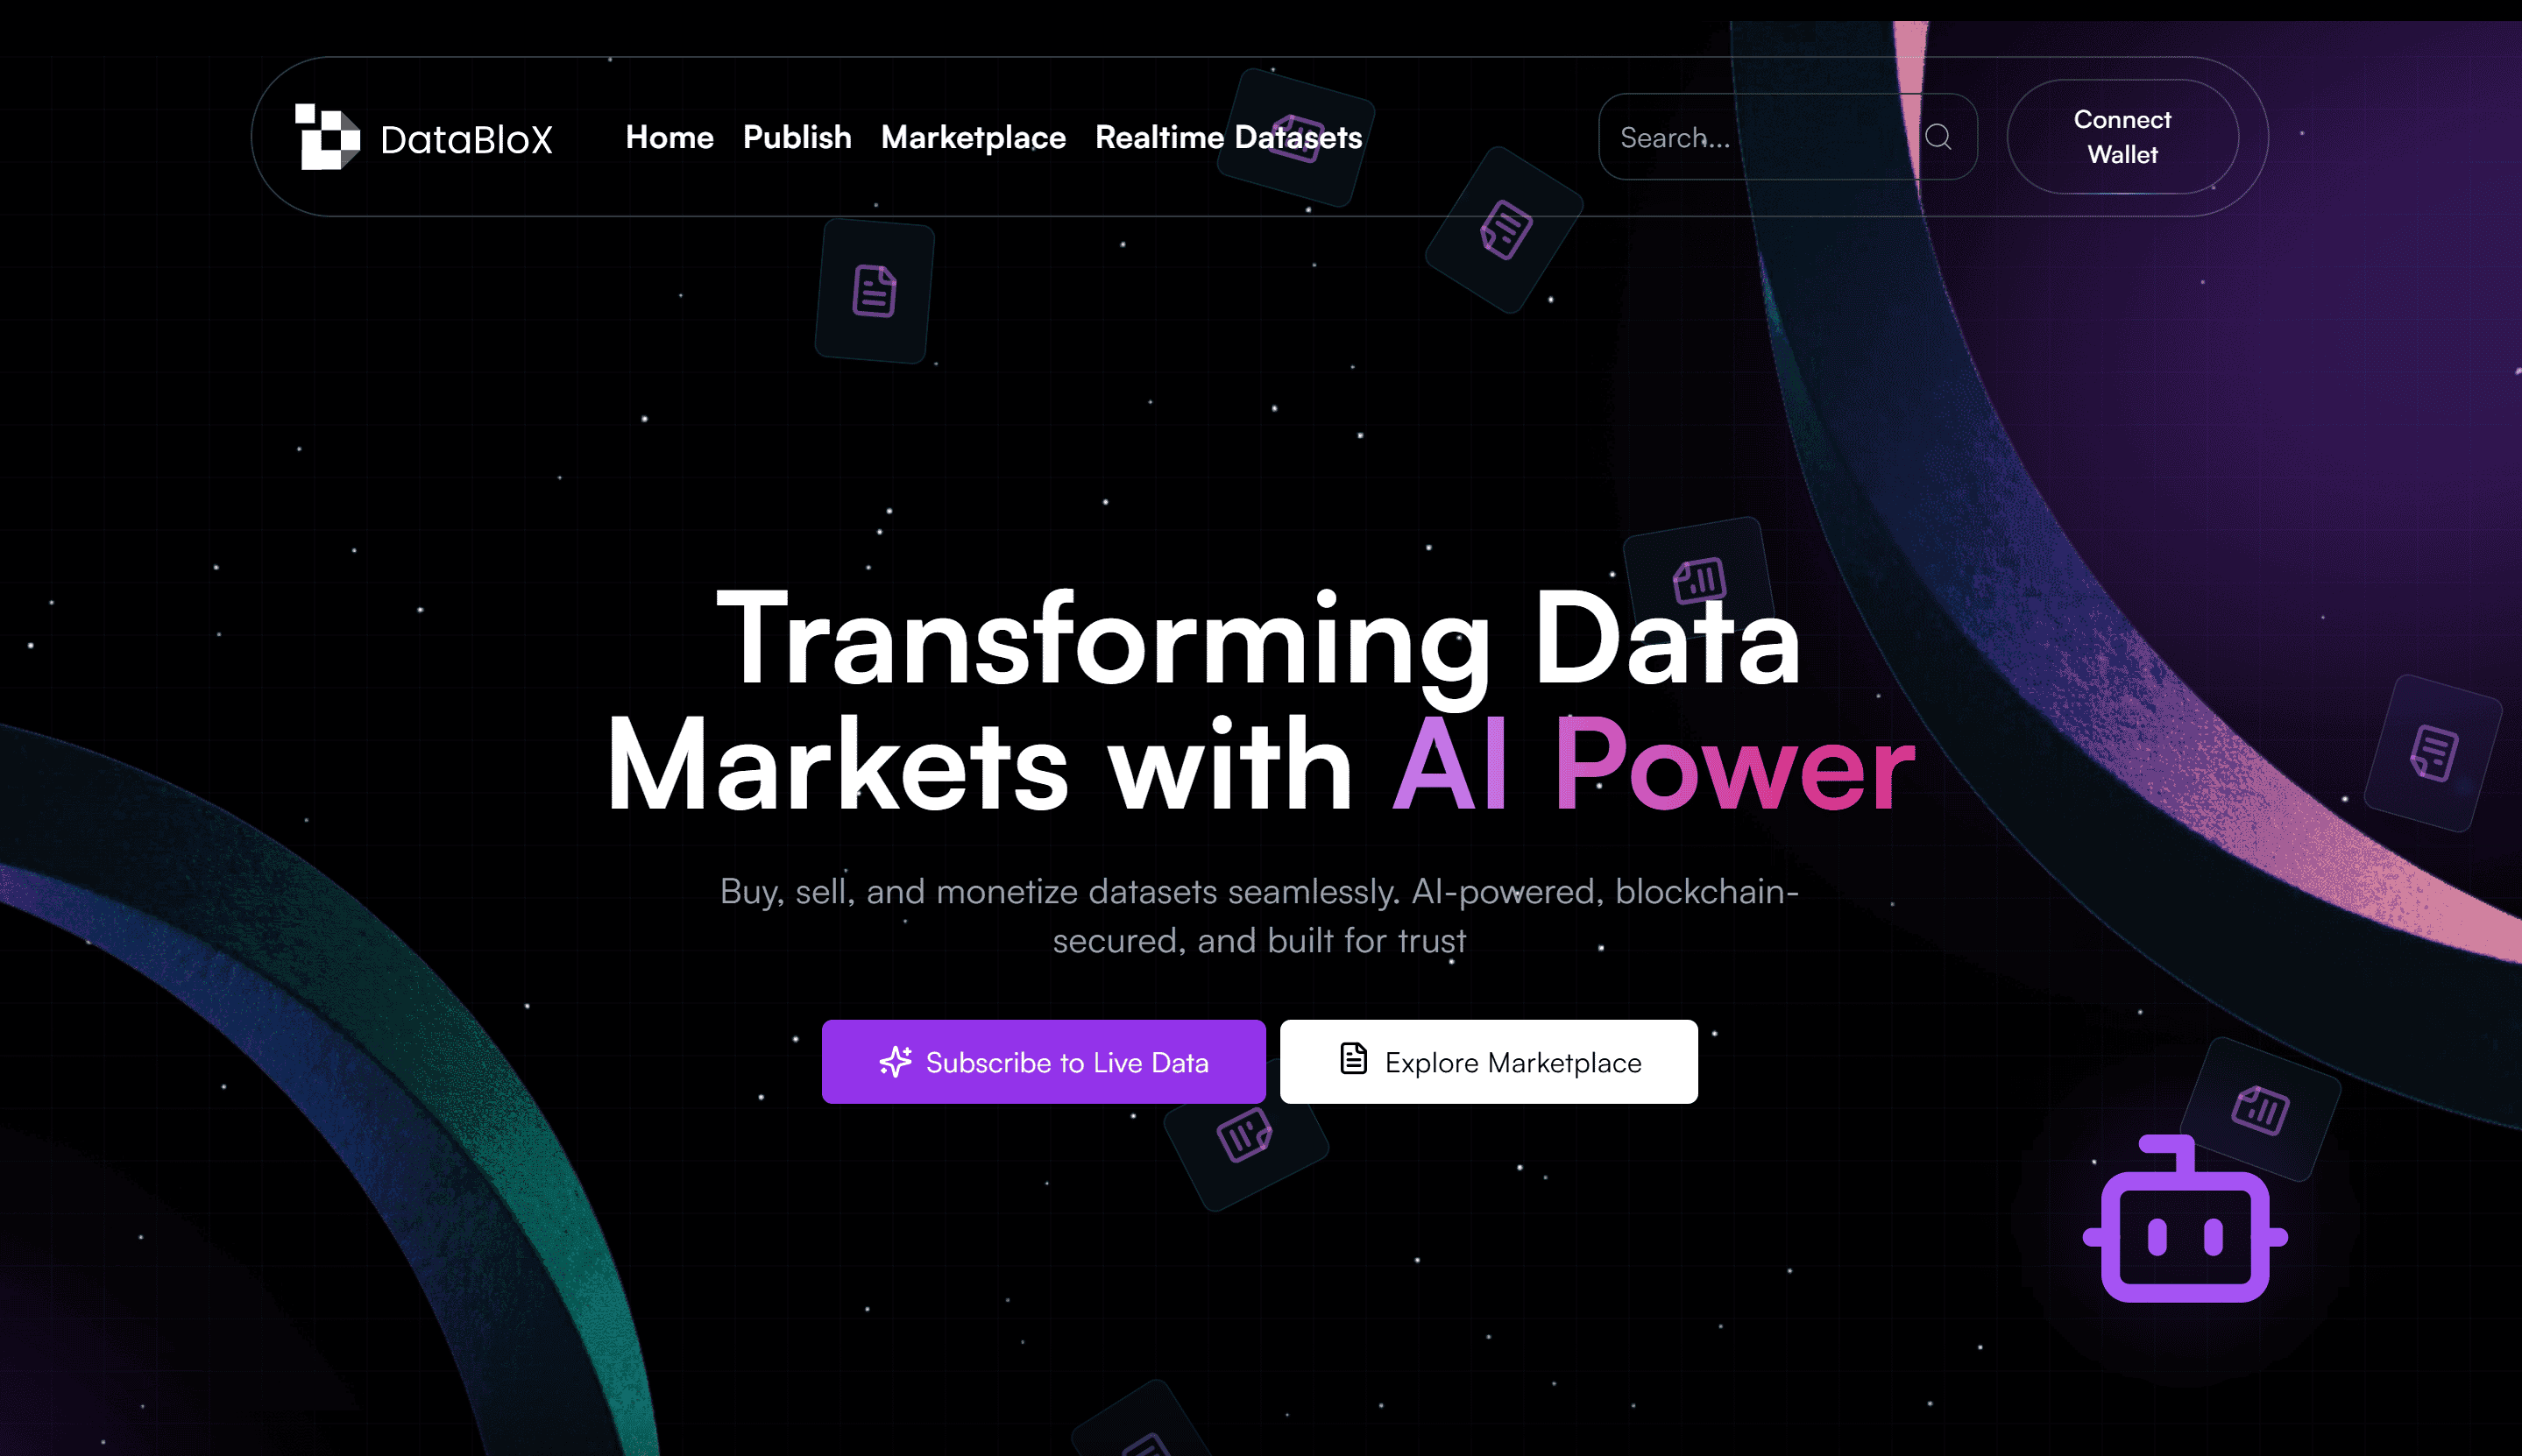 DataBloX
Home Publish Marketplace Realtime Datasets
Search...
Connect
Wallet
Transforming Data
Markets with AI Power
Buy, sell, and monetize datasets seamlessly. AI-powered, blockchain-
secured, and built for trust
Subscribe to Live Data
Explore Marketplace